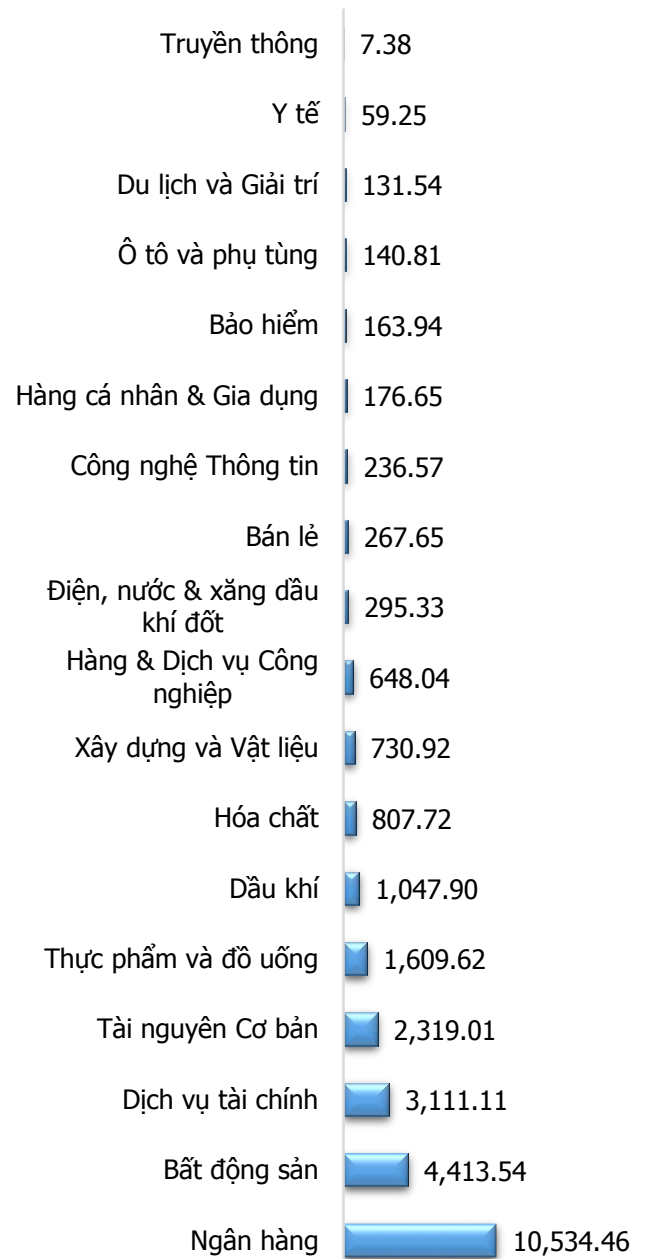 Truyền thông 7.38
Y tế 59.25
Du lịch và Giải trí 131.54
Ô tô và phụ tùng 140.81
Bảo hiểm 163.94
Hàng cá nhân & Gia dụng 176.65
Công nghệ Thông tin 236.57
Bán lẻ 267.65
Điện, nước & xăng dầu
khí đốt 295.33
Hàng & Dịch vụ Công
nghiệp 648.04
Xây dựng và Vật liệu 730.92
Hóa chất 807.72
Dầu khí 1,047.90
Thực phẩm và đồ uống 1,609.62
Tài nguyên Cơ bản 2,319.01
Dịch vụ tài chính 3,111.11
Bất động sản 4,413.54
Ngân hàng 10,534.46